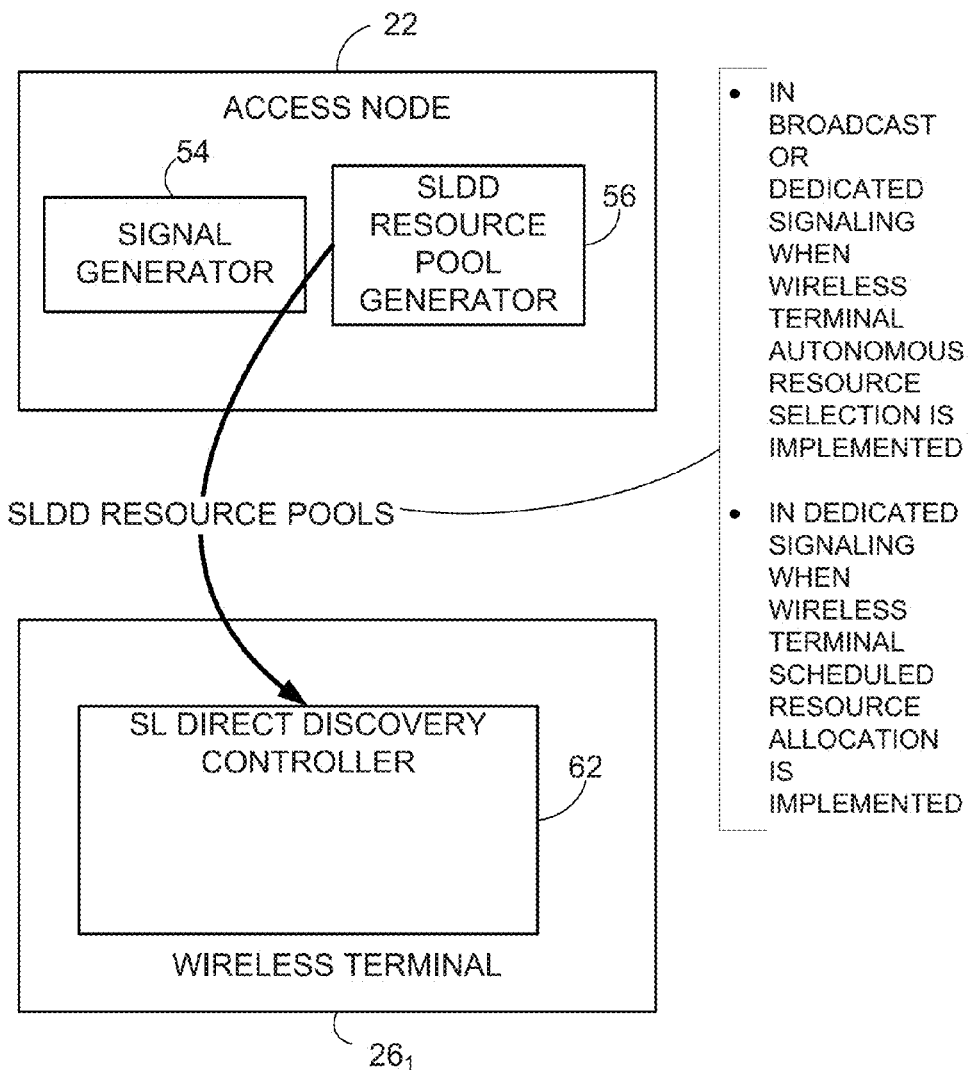 22
ACCESS NODE
54
SIGNAL
GENERATOR
SLDD
RESOURCE
POOL
GENERATOR
56
SLDD RESOURCE POOLS
• IN
BROADCAST
OR
DEDICATED
SIGNALING
WHEN
WIRELESS
TERMINAL
AUTONOMOUS
RESOURCE
SELECTION IS
IMPLEMENTED
• IN DEDICATED
SIGNALING
WHEN
WIRELESS
TERMINAL
SCHEDULED
RESOURCE
ALLOCATION
IS
IMPLEMENTED
SL DIRECT DISCOVERY
CONTROLLER
62
WIRELESS TERMINAL
26₁